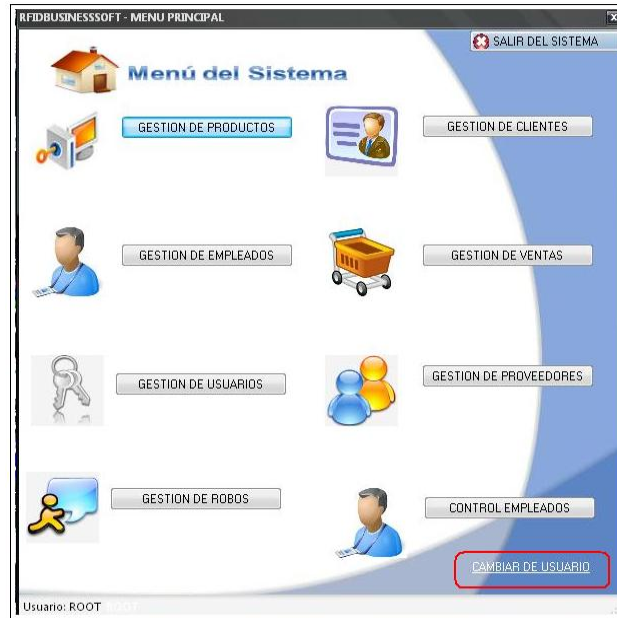 RFIDBUSINESSSOFT - MENU PRINCIPAL
SALIR DEL SISTEMA
Menú del Sistema
GESTION DE PRODUCTOS
GESTION DE CLIENTES
GESTION DE EMPLEADOS
GESTION DE VENTAS
GESTION DE USUARIOS
GESTION DE PROVEEDORES
GESTION DE ROBOS
CONTROL EMPLEADOS
CAMBIAR DE USUARIO
Usuario: ROOT ROOT